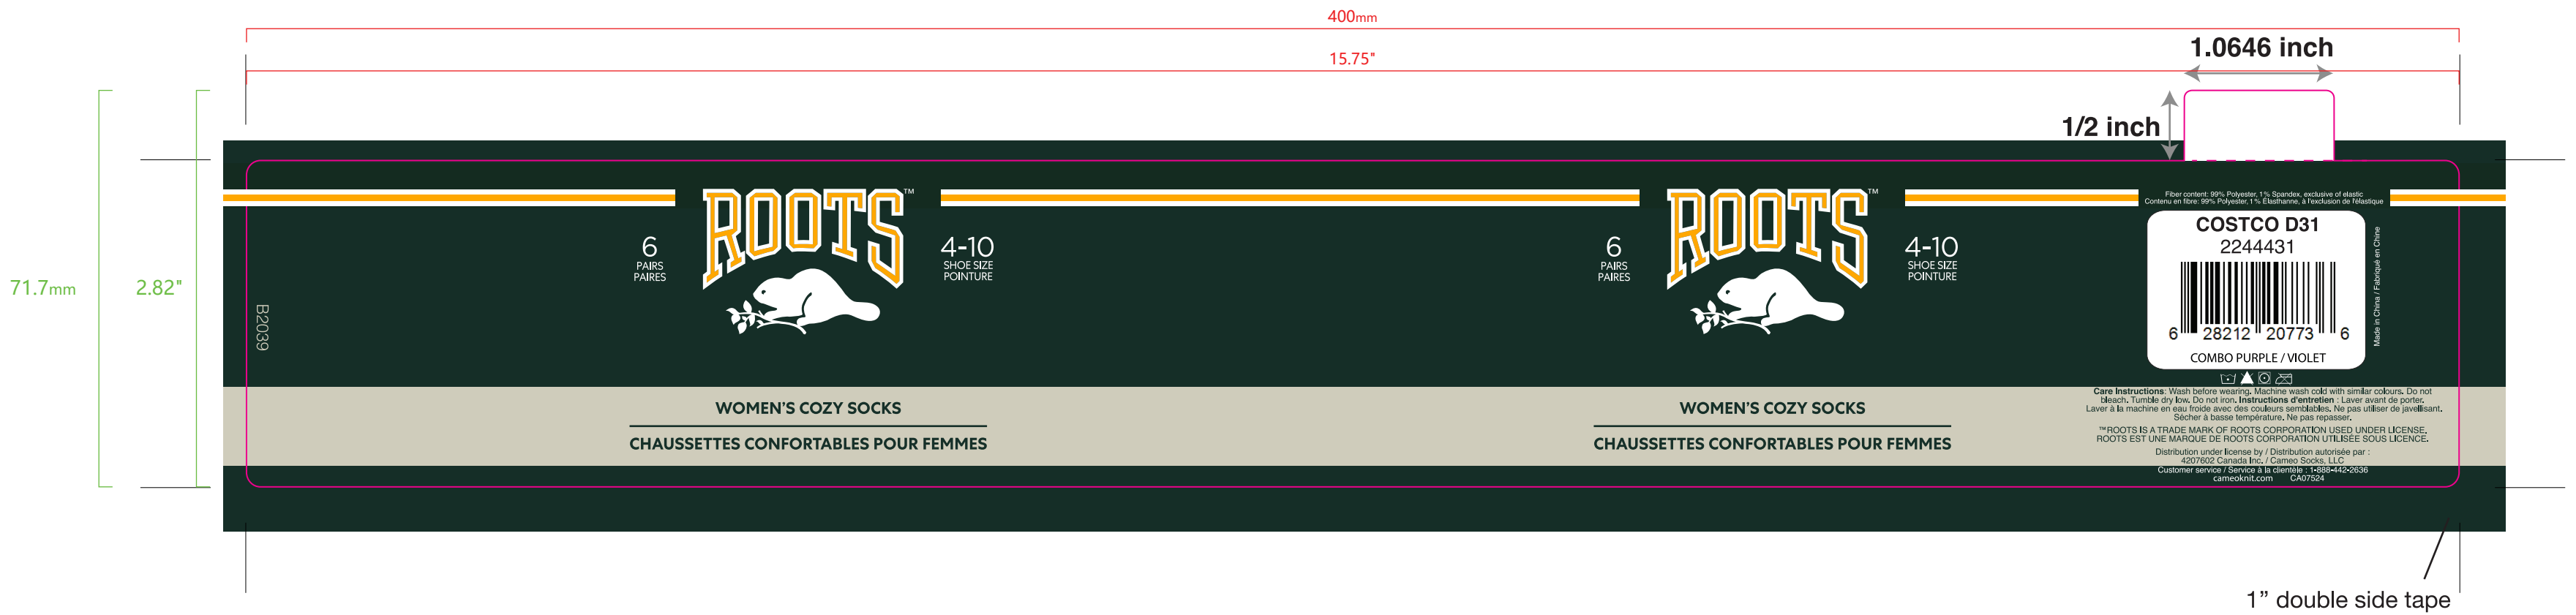 400mm
15.75"
1.0646 inch
1/2 inch
71.7mm
2.82"
B2039
6
PAIRS
PAIRES
ROOTS™
4-10
SHOE SIZE
POINTURE
WOMEN'S COZY SOCKS
CHAUSSETTES CONFORTABLES POUR FEMMES
6
PAIRS
PAIRES
ROOTS™
4-10
SHOE SIZE
POINTURE
WOMEN'S COZY SOCKS
CHAUSSETTES CONFORTABLES POUR FEMMES
Fiber content: 99% Polyester, 1% Spandex, exclusive of elastic
Contenu en fibre: 99% Polyester, 1% Élasthanne, à l'exclusion de l'élastique
COSTCO D31
2244431
6 28212 20773 6
COMBO PURPLE / VIOLET
Made in China / Fabriqué en Chine
Care Instructions: Wash before wearing. Machine wash cold with similar colours. Do not
bleach. Tumble dry low. Do not iron. Instructions d'entretien : Laver avant de porter.
Laver à la machine en eau froide avec des couleurs semblables. Ne pas utiliser de javellisant.
Sécher à basse température. Ne pas repasser.
™ROOTS IS A TRADE MARK OF ROOTS CORPORATION USED UNDER LICENSE.
ROOTS EST UNE MARQUE DE ROOTS CORPORATION UTILISÉE SOUS LICENCE.
Distribution under license by / Distribution autorisée par :
4207602 Canada Inc. / Cameo Socks, LLC
Customer service / Service à la clientèle : 1-888-442-2636
cameoknit.com CA07524
1” double side tape